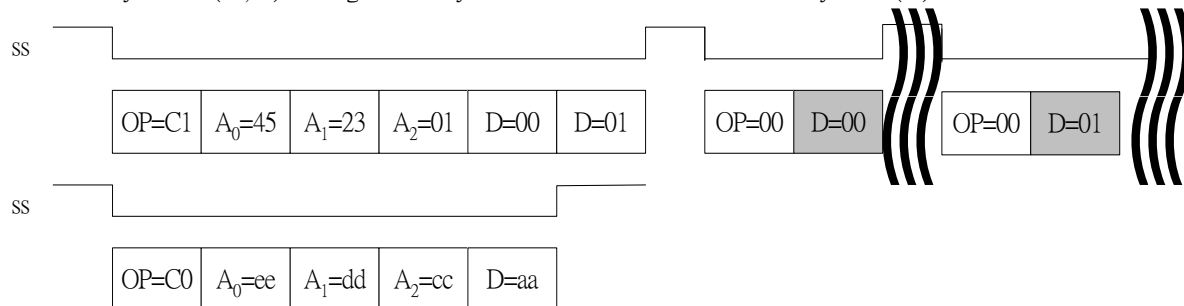 SS
OP=C1 A₀=45 A₁=23 A₂=01 D=00 D=01 OP=00 D=00 OP=00 D=01
SS
OP=C0 A₀=ee A₁=dd A₂=cc D=aa